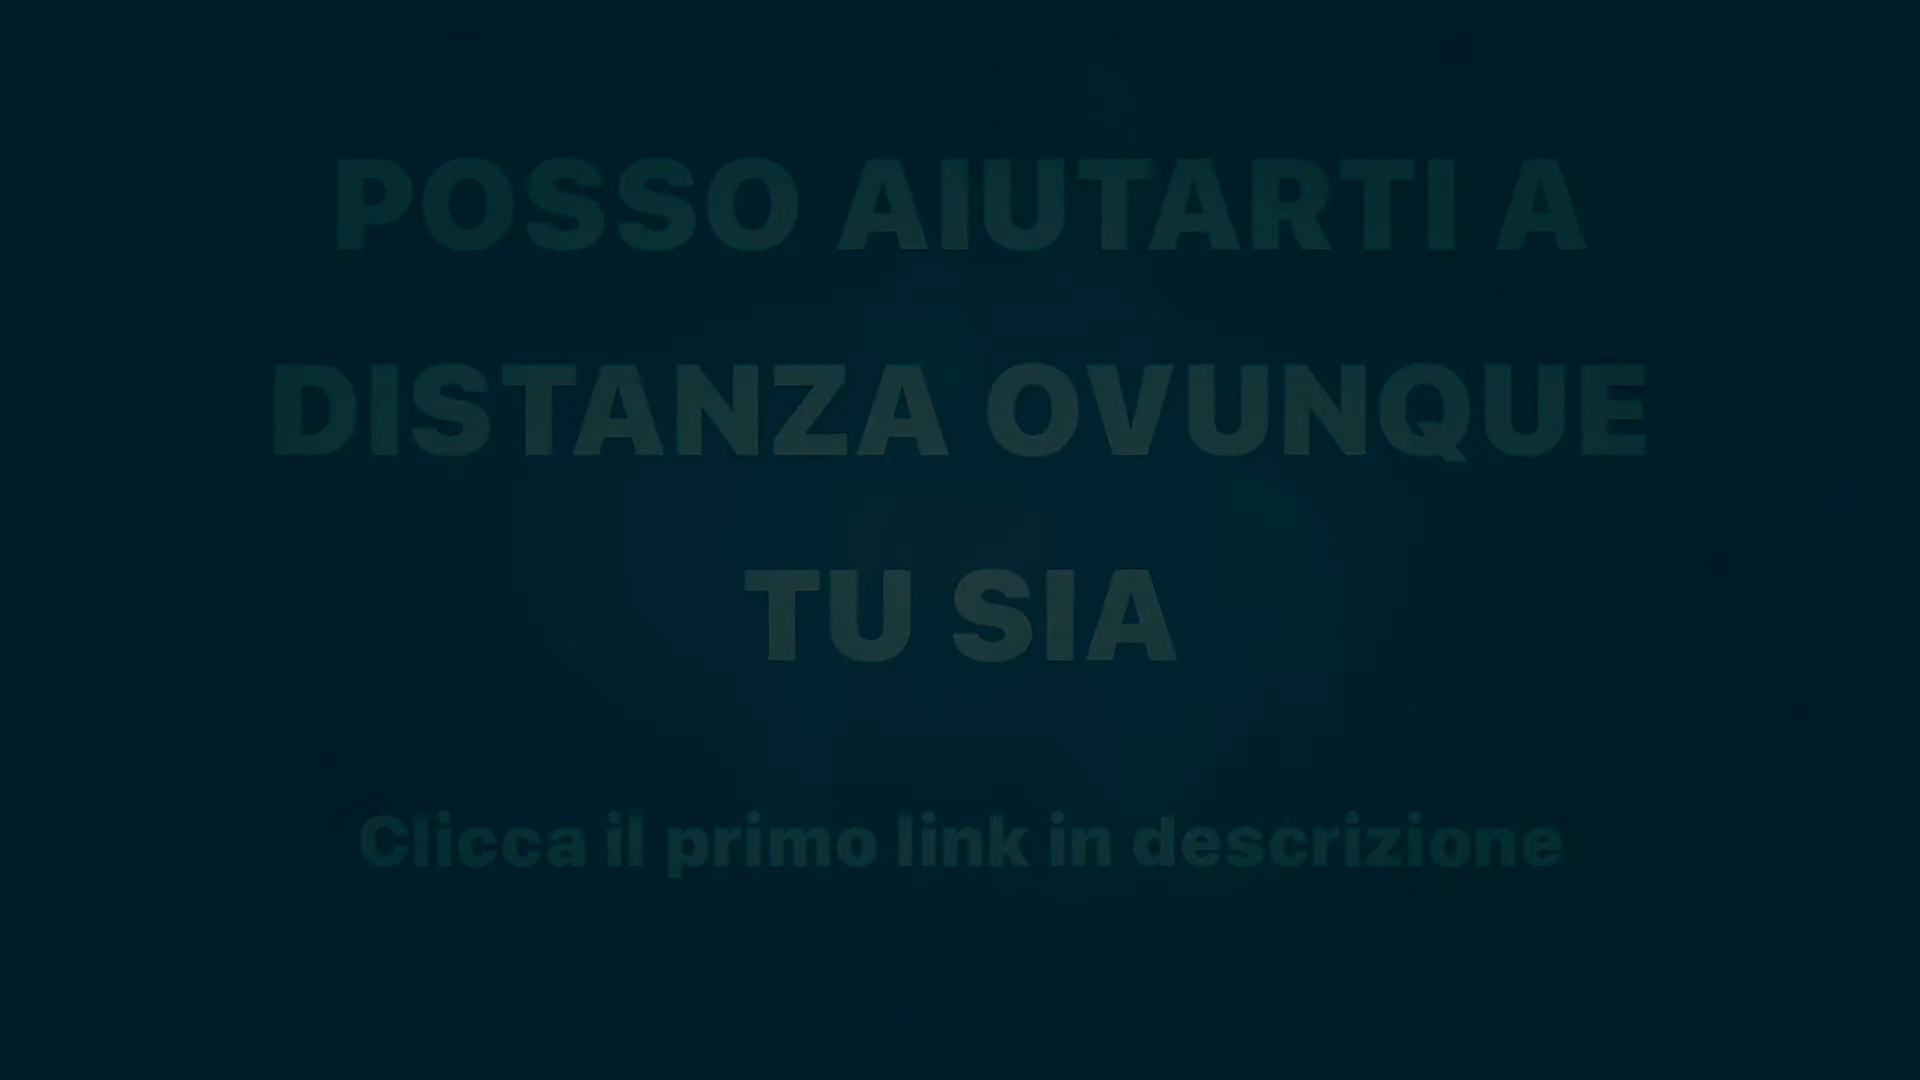 POSSO AIUTARTI A
DISTANZA OVUNQUE
TU SIA
Clicca il primo link in descrizione